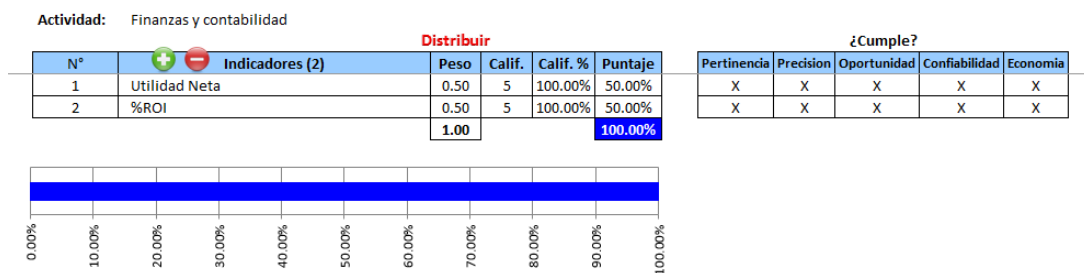 Actividad: Finanzas y contabilidad
Distribuir ¿Cumple?
N° Indicadores (2) Peso Calif. Calif. % Puntaje Pertinencia Precision Oportunidad Confiabilidad Economia
1 Utilidad Neta 0.50 5 100.00% 50.00% X X X X X
2 %ROI 0.50 5 100.00% 50.00% X X X X X
1.00 100.00%
0.00% 10.00% 20.00% 30.00% 40.00% 50.00% 60.00% 70.00% 80.00% 90.00% 100.00%